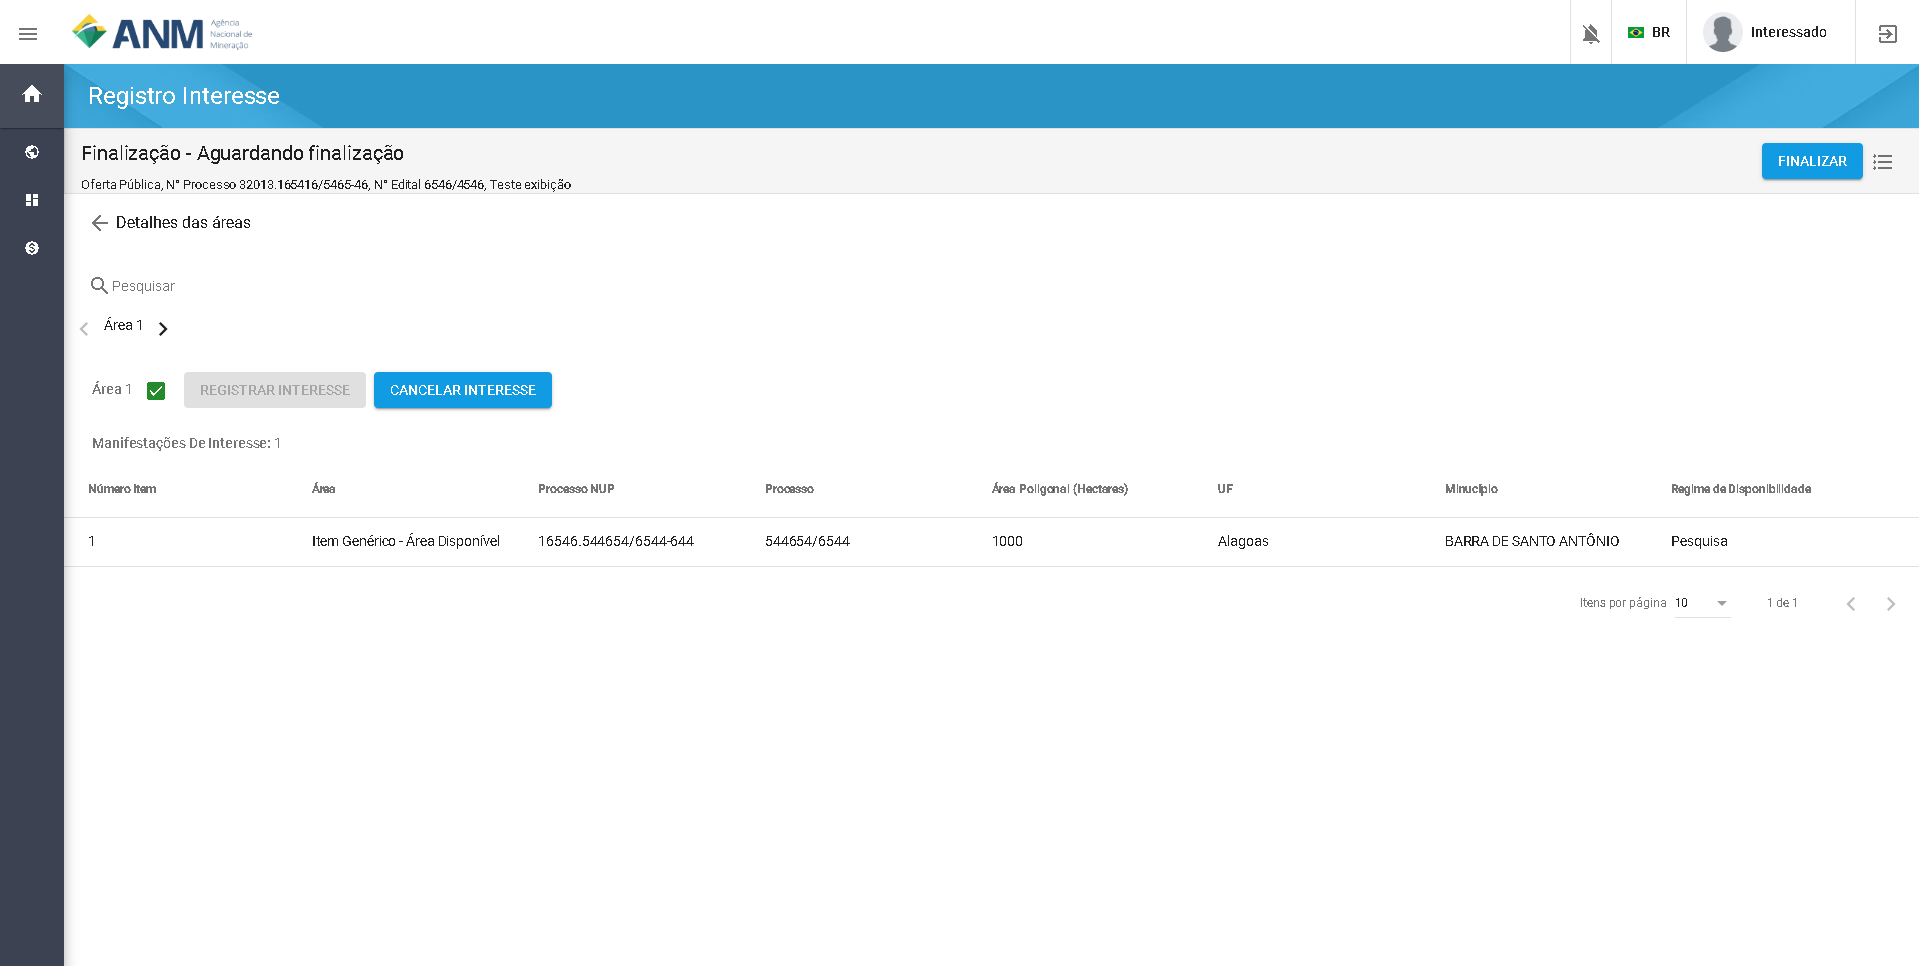 ANM
Agência
Nacional de
Mineração
BR
Interessado
Registro Interesse
Finalização - Aguardando finalização
FINALIZAR
Oferta Pública, N° Processo 32013.165416/5465-46, N° Edital 6546/4546, Teste exibição
Detalhes das áreas
Pesquisar
Área 1
Área 1 REGISTRAR INTERESSE CANCELAR INTERESSE
Manifestações De Interesse: 1
Número Item Área Processo NUP Processo Área Poligonal (Hectares) UF Minucípio Regime de Disponibilidade
1 Item Genérico - Área Disponível 16546.544654/6544-644 544654/6544 1000 Alagoas BARRA DE SANTO ANTÔNIO Pesquisa
Itens por página 10 1 de 1